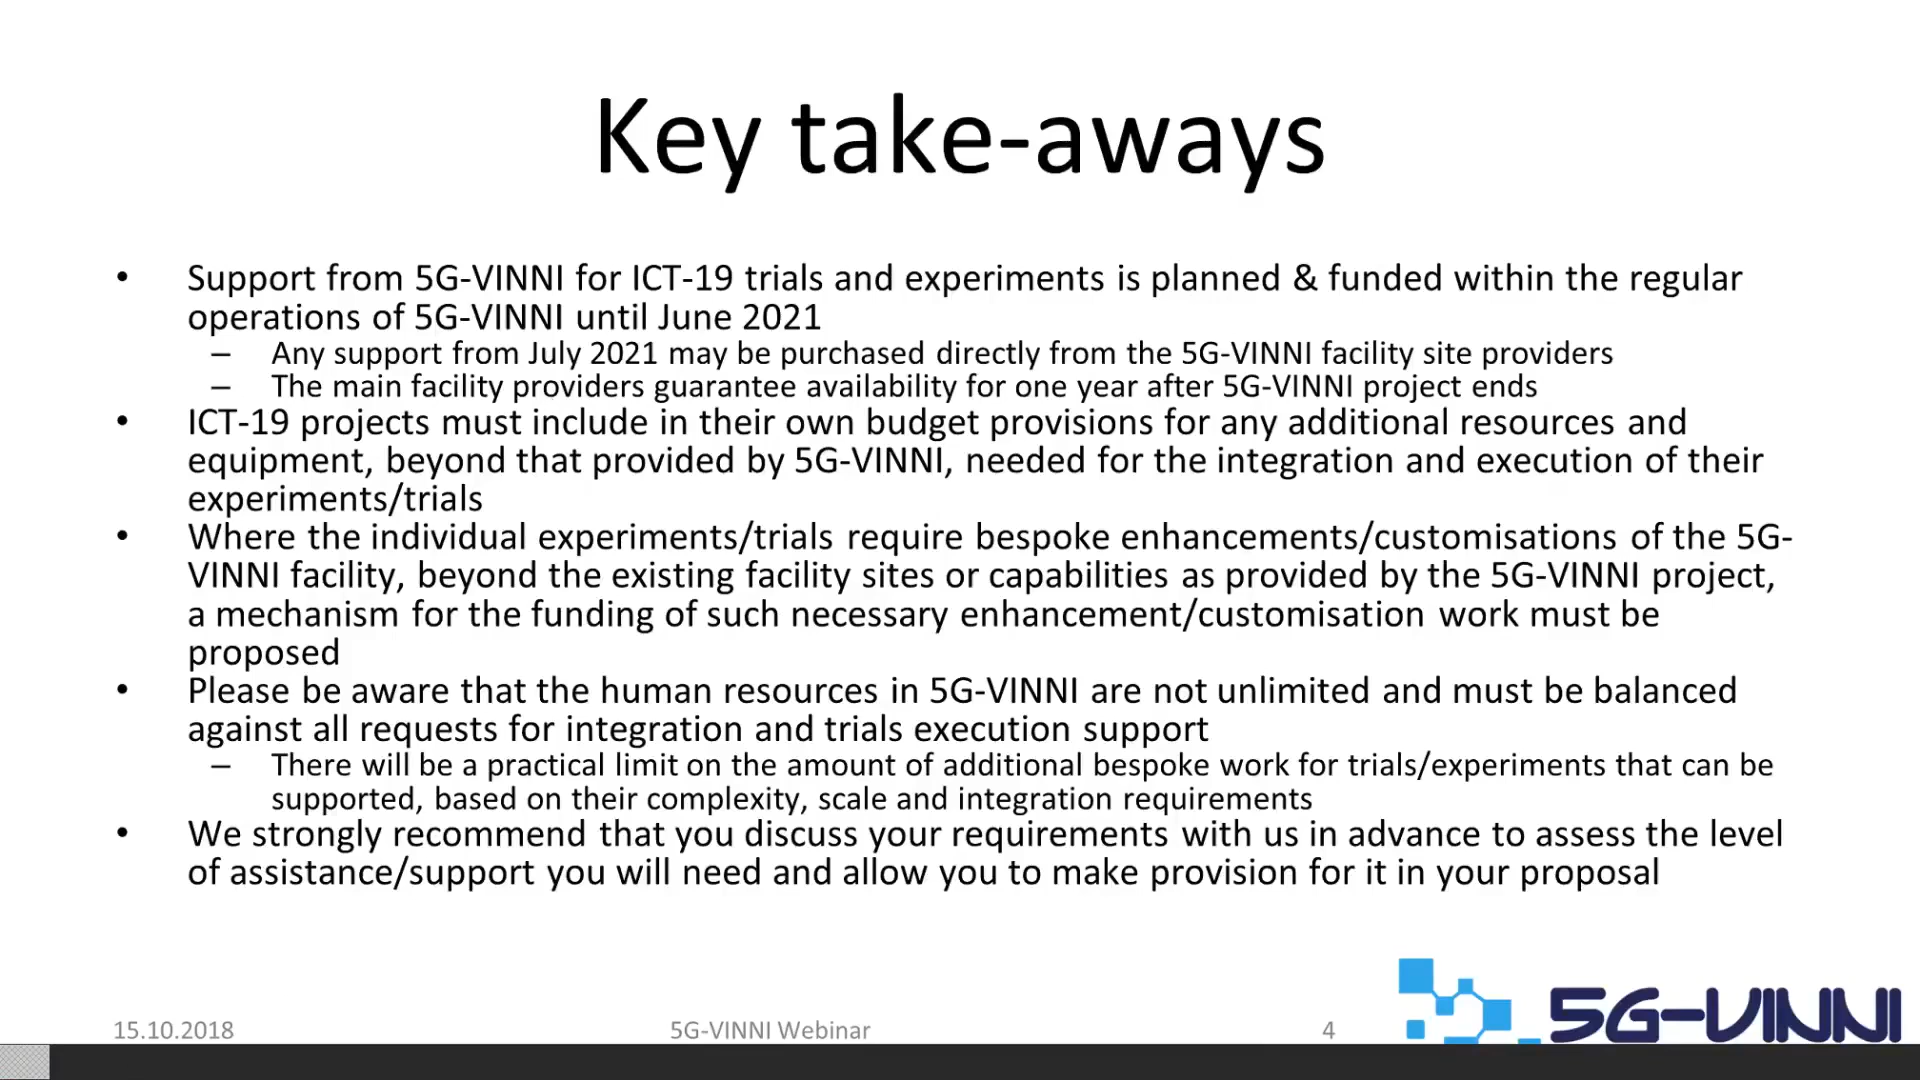 Key take-aways
• Support from 5G-VINNI for ICT-19 trials and experiments is planned & funded within the regular
operations of 5G-VINNI until June 2021
– Any support from July 2021 may be purchased directly from the 5G-VINNI facility site providers
– The main facility providers guarantee availability for one year after 5G-VINNI project ends
• ICT-19 projects must include in their own budget provisions for any additional resources and
equipment, beyond that provided by 5G-VINNI, needed for the integration and execution of their
experiments/trials
• Where the individual experiments/trials require bespoke enhancements/customisations of the 5G-
VINNI facility, beyond the existing facility sites or capabilities as provided by the 5G-VINNI project,
a mechanism for the funding of such necessary enhancement/customisation work must be
proposed
• Please be aware that the human resources in 5G-VINNI are not unlimited and must be balanced
against all requests for integration and trials execution support
– There will be a practical limit on the amount of additional bespoke work for trials/experiments that can be
supported, based on their complexity, scale and integration requirements
• We strongly recommend that you discuss your requirements with us in advance to assess the level
of assistance/support you will need and allow you to make provision for it in your proposal
15.10.2018
5G-VINNI Webinar
4
5G-VINNI